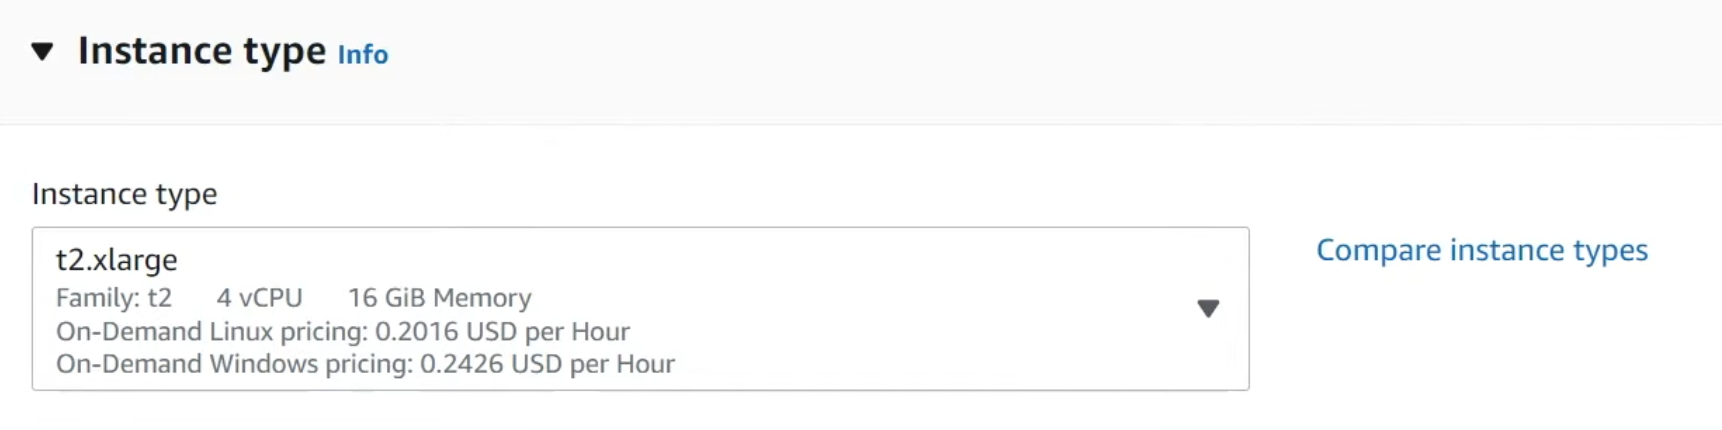 Instance type Info
Instance type
t2.xlarge
Family: t2 4 vCPU 16 GiB Memory
On-Demand Linux pricing: 0.2016 USD per Hour
On-Demand Windows pricing: 0.2426 USD per Hour
Compare instance types